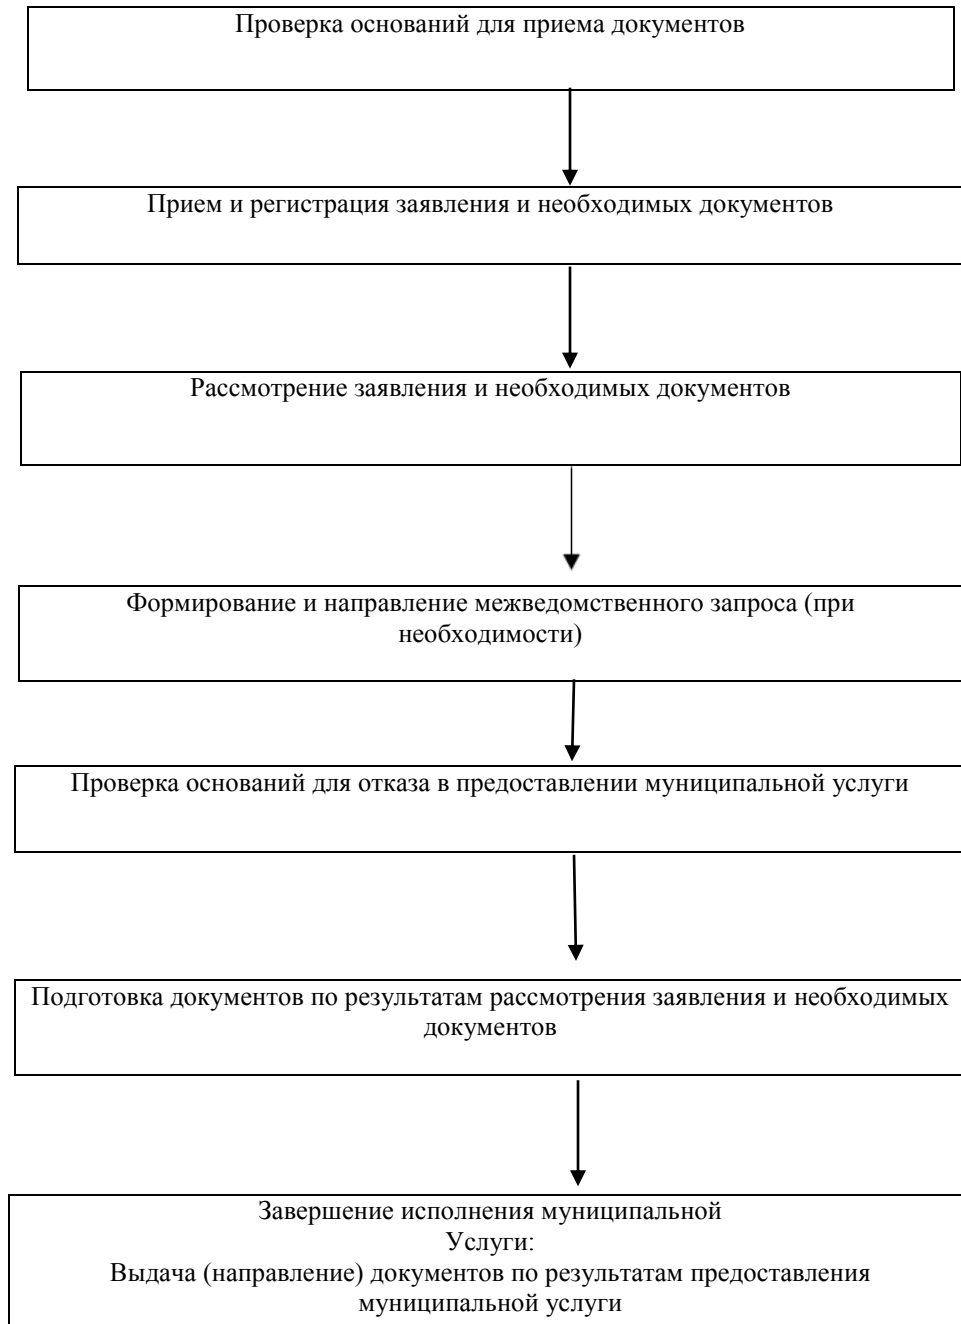 Проверка оснований для приема документов
Прием и регистрация заявления и необходимых документов
Рассмотрение заявления и необходимых документов
Формирование и направление межведомственного запроса (при
необходимости)
Проверка оснований для отказа в предоставлении муниципальной услуги
Подготовка документов по результатам рассмотрения заявления и необходимых
документов
Завершение исполнения муниципальной
Услуги:
Выдача (направление) документов по результатам предоставления
муниципальной услуги